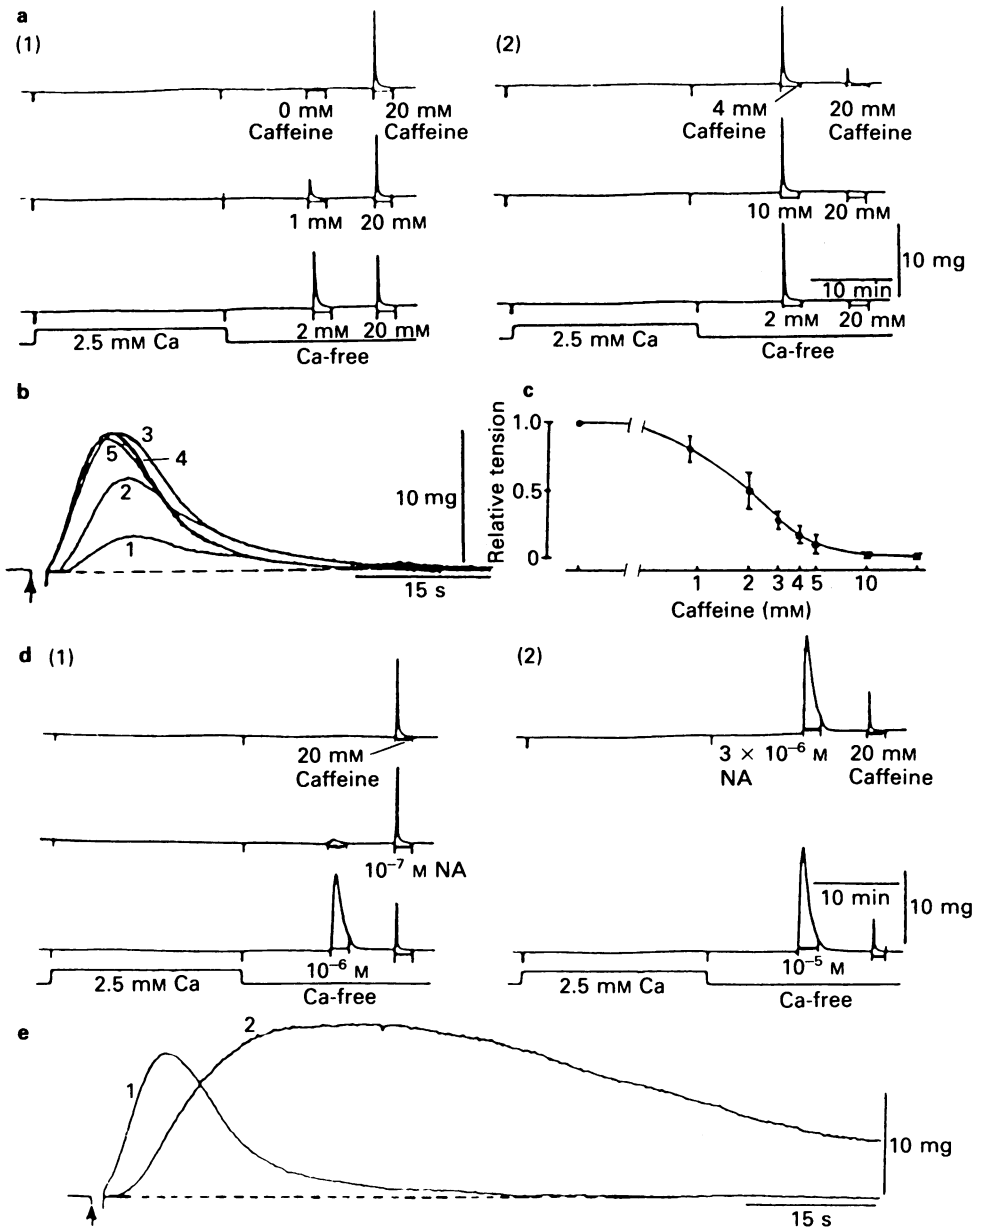 a
(1)
(2)
0 mM
Caffeine
20 mM
Caffeine
4 mM
Caffeine
20 mM
Caffeine
1 mM
20 mM
10 mM
20 mM
10 mg
10 min
2 mM
20 mM
2 mM
20 mM
2.5 mM Ca
Ca-free
2.5 mM Ca
Ca-free
b
3
5
4
2
1
10 mg
15 s
c
Relative tension
1.0
0.5
0
1
2
3
4
5
10
Caffeine (mM)
d
(1)
(2)
20 mM
Caffeine
3 × 10⁻⁶ M
NA
20 mM
Caffeine
10⁻⁷ M NA
10 min
10 mg
10⁻⁶ M
10⁻⁵ M
2.5 mM Ca
Ca-free
2.5 mM Ca
Ca-free
e
2
1
10 mg
15 s